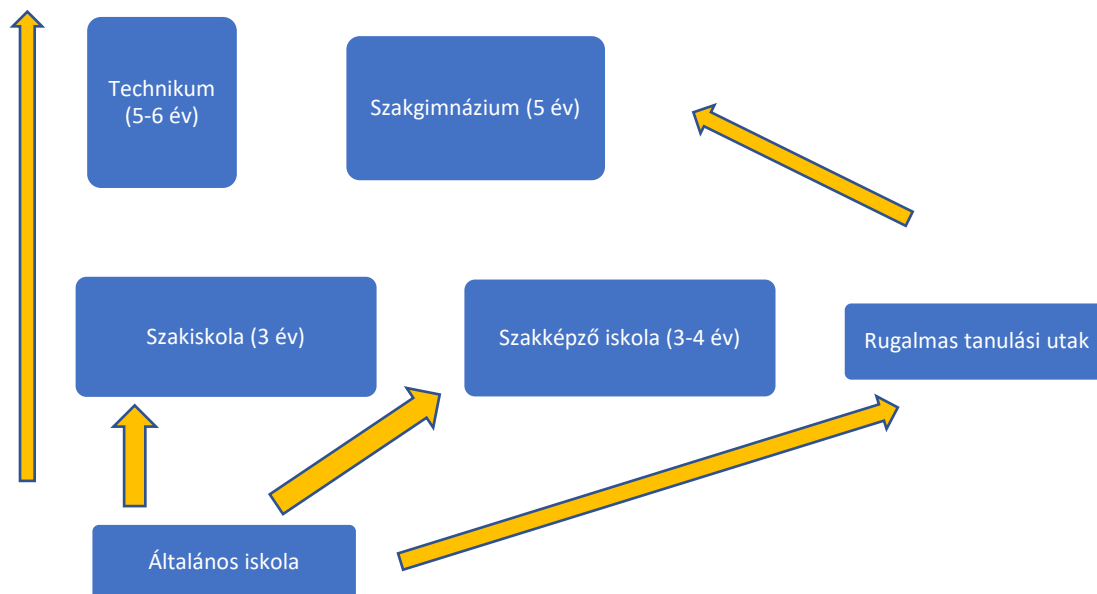 Technikum
(5-6 év)
Szakgimnázium (5 év)
Szakiskola (3 év)
Szakképző iskola (3-4 év)
Rugalmas tanulási utak
Általános iskola